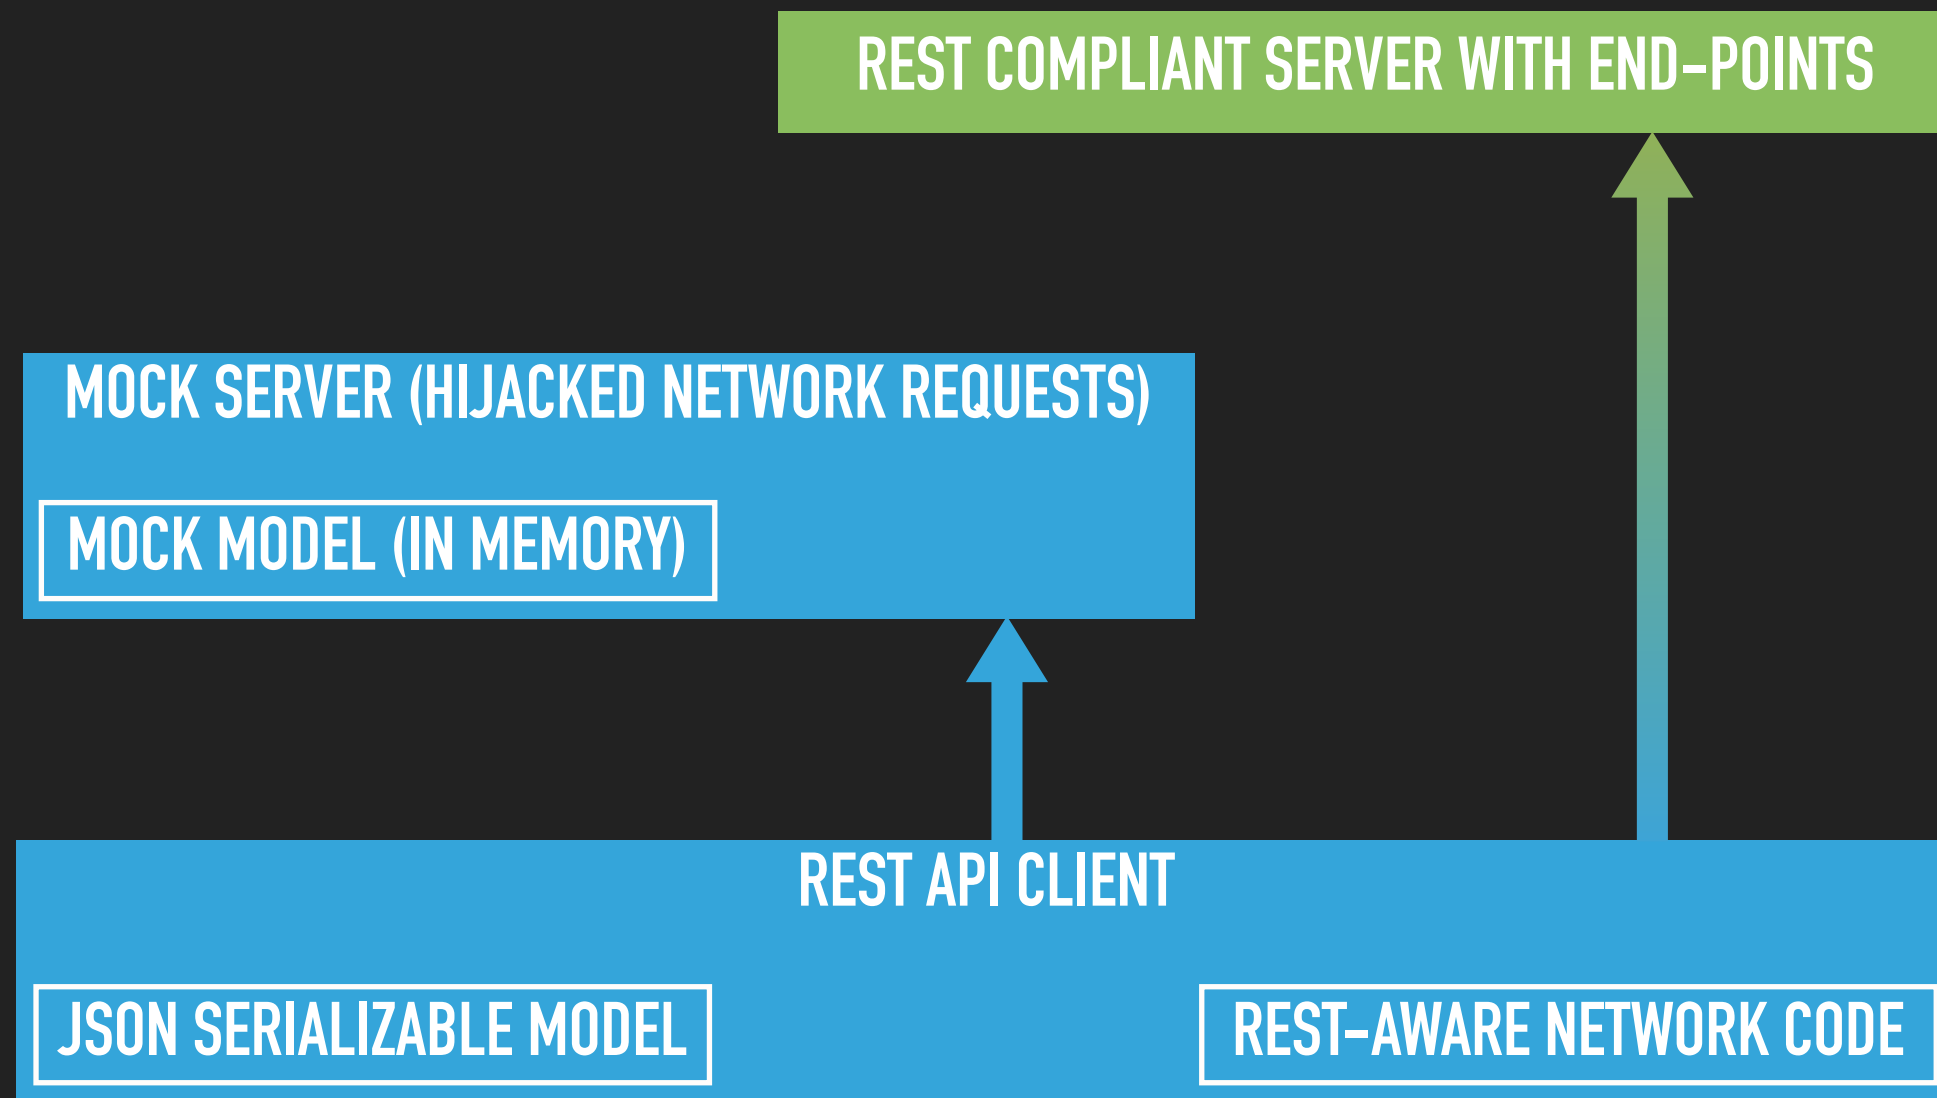 REST COMPLIANT SERVER WITH END-POINTS
MOCK SERVER (HIJACKED NETWORK REQUESTS)
MOCK MODEL (IN MEMORY)
REST API CLIENT
JSON SERIALIZABLE MODEL
REST-AWARE NETWORK CODE